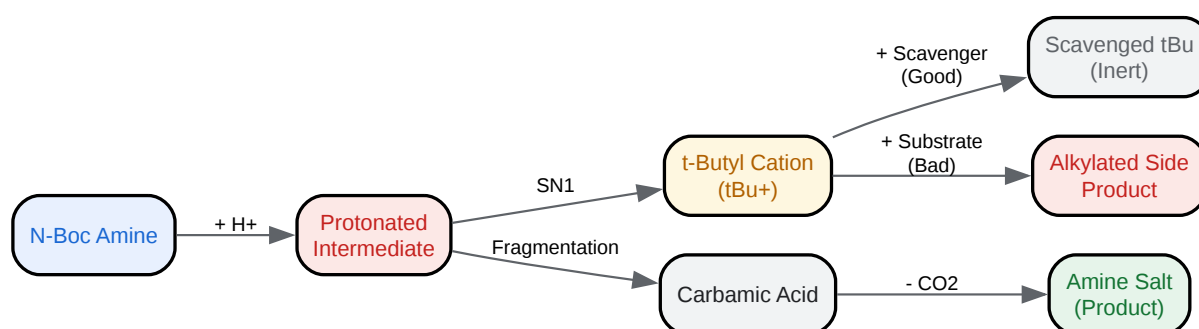 N-Boc Amine
+ H+
Protonated
Intermediate
SN1
Fragmentation
t-Butyl Cation
(tBu+)
Carbamic Acid
+ Scavenger
(Good)
+ Substrate
(Bad)
- CO2
Scavenged tBu
(Inert)
Alkylated Side
Product
Amine Salt
(Product)